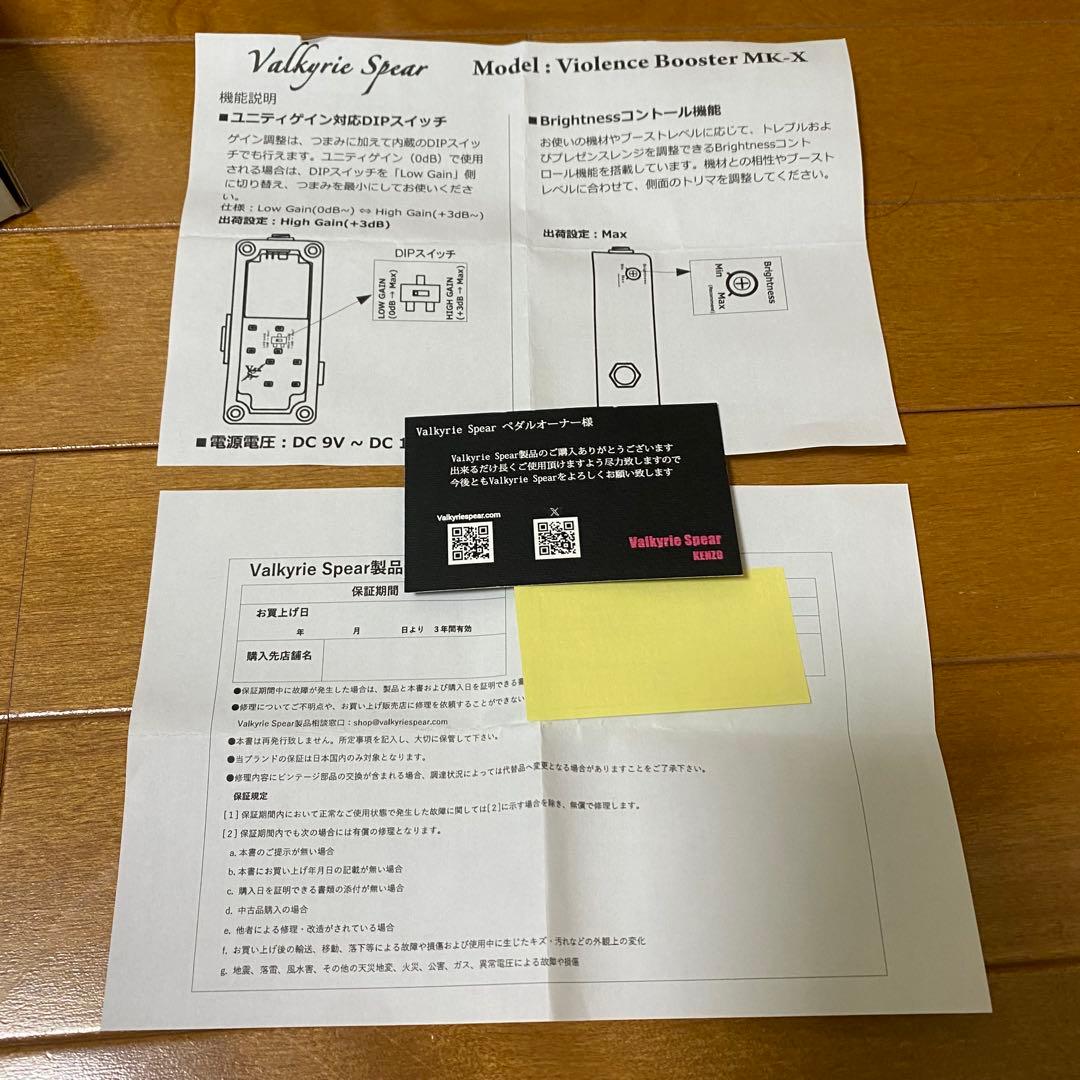 Valkyrie Spear Model : Violence Booster MK-X
機能説明
■ユニティゲイン対応DIPスイッチ
ゲイン調整は、つまみに加えて内蔵のDIPスイッ
チでも行えます。ユニティゲイン（0dB）で使用
される場合は、DIPスイッチを「Low Gain」側
に切り替え、つまみを最小にしてお使いくださ
い。
仕様：Low Gain(0dB~) ⇔ High Gain(+3dB~)
出荷設定：High Gain(+3dB)
DIPスイッチ
LOW GAIN
(0dB → Max)
HIGH GAIN
(+3dB → Max)
■Brightnessコントロール機能
お使いの機材やブーストレベルに応じて、トレブルおよ
びプレゼンスレンジを調整できるBrightnessコント
ロール機能を搭載しています。機材との相性やブースト
レベルに合わせて、側面のトリマを調整してください。
出荷設定：Max
Brightness
Min
Max
■電源電圧：DC 9V ~ DC 1
Valkyrie Spear ペダルオーナー様
Valkyrie Spear製品のご購入ありがとうございます
出来るだけ長くご使用頂けますよう尽力致しますので
今後ともValkyrie Spearをよろしくお願い致します
Valkyriespear.com
X
Valkyrie Spear
KENZO
Valkyrie Spear製品
保証期間
お買上げ日
年 月 日より 3年間有効
購入先店舗名
●保証期間中に故障が発生した場合は、製品と本書および購入日を証明できる
●修理についてご不明点や、お買い上げ販売店に修理を依頼することができない
Valkyrie Spear製品相談窓口：shop@valkyriespear.com
●本書は再発行致しません。所定事項を記入し、大切に保管して下さい。
●当ブランドの保証は日本国内のみ対象となります。
●修理内容にビンテージ部品の交換が含まれる場合、調達状況によっては代替品へ変更となる場合がありますことをご了承下さい。
保証規定
[1]保証期間内において正常なご使用状態で発生した故障に関しては[2]に示す場合を除き、無償で修理します。
[2]保証期間内でも次の場合には有償の修理となります。
a. 本書のご提示が無い場合
b. 本書にお買い上げ年月日の記載が無い場合
c. 購入日を証明できる書類の添付が無い場合
d. 中古品購入の場合
e. 他者による修理・改造がされている場合
f. お買い上げ後の輸送、移動、落下等による故障や損傷および使用中に生じたキズ・汚れなどの外観上の変化
g. 地震、落雷、風水害、その他の天災地変、火災、公害、ガス、異常電圧による故障や損傷